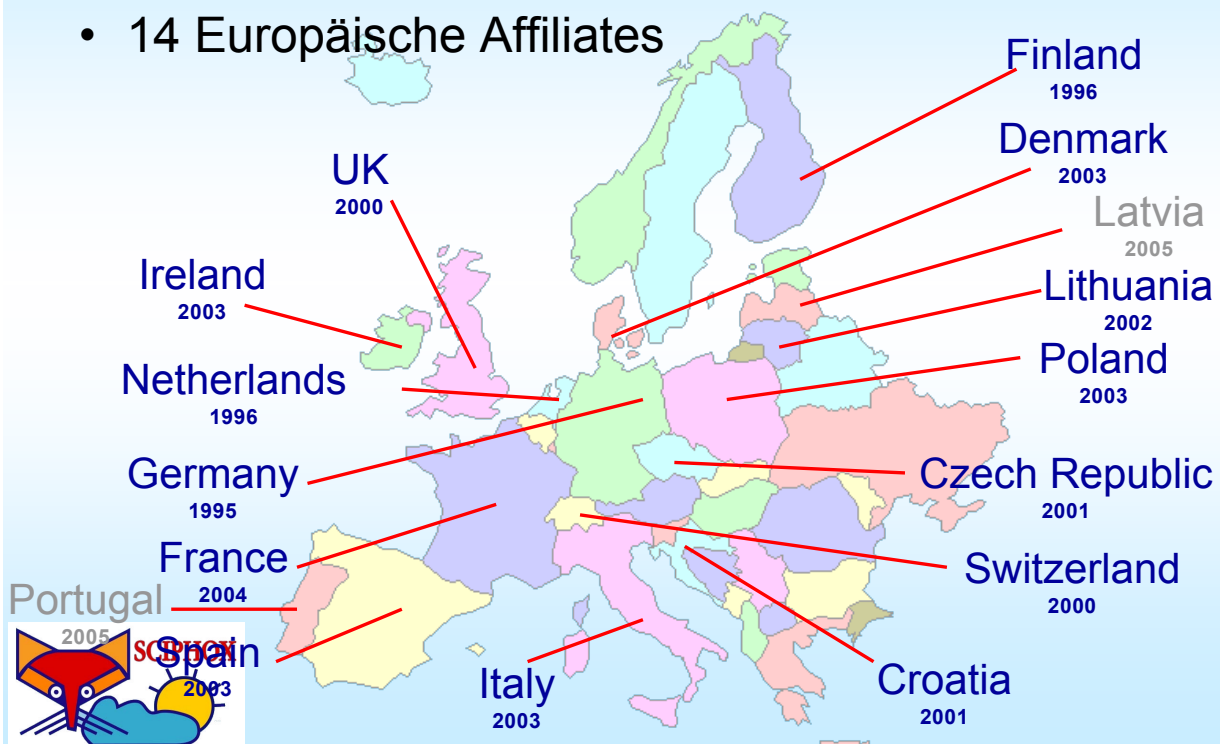 • 14 Europäische Affiliates
Finland
1996
Denmark
2003
UK
2000
Latvia
2005
Ireland
2003
Lithuania
2002
Netherlands
1996
Poland
2003
Germany
1995
Czech Republic
2001
France
2004
Switzerland
2000
Portugal
2005
SCIPHOX
Spain
2003
Italy
2003
Croatia
2001